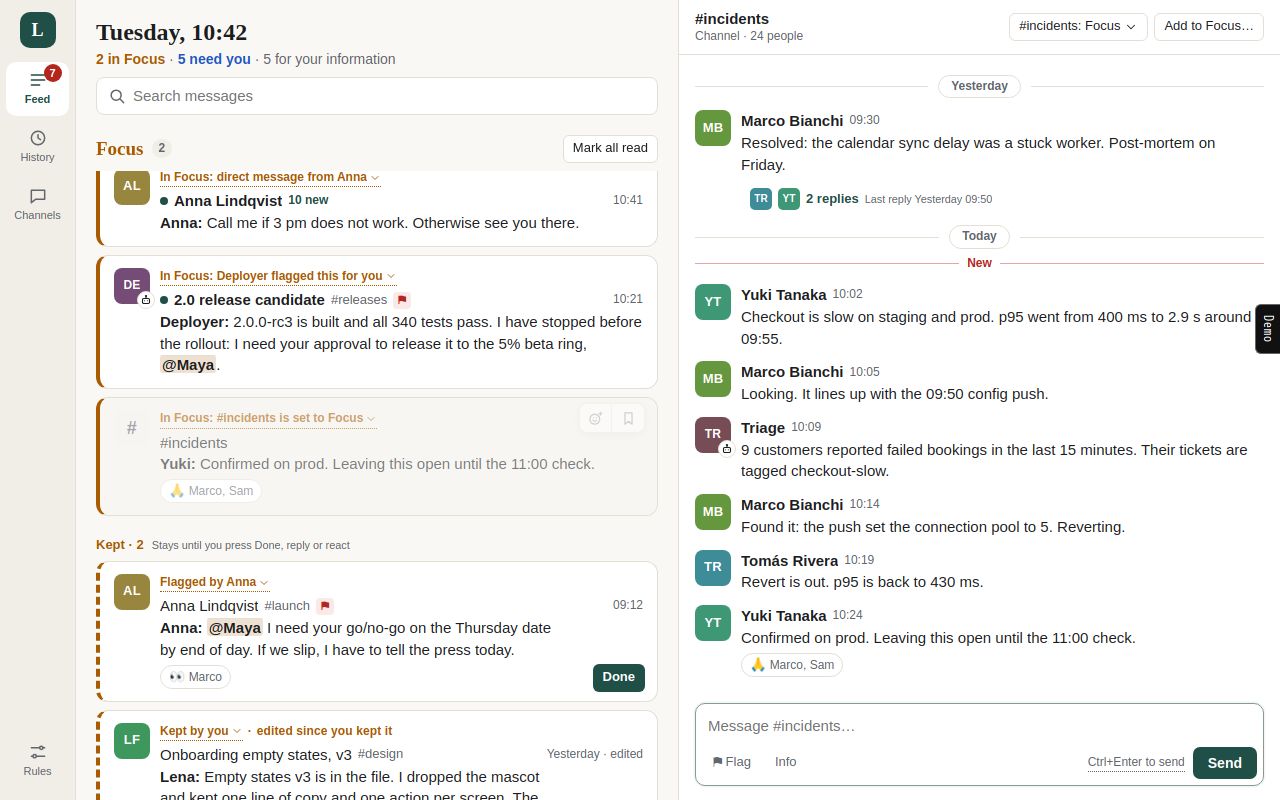 L
7
Feed
History
Channels
Rules
Tuesday, 10:42
2 in Focus · 5 need you · 5 for your information
Search messages
Focus 2
Mark all read
AL
In Focus: direct message from Anna
Anna Lindqvist 10 new 10:41
Anna: Call me if 3 pm does not work. Otherwise see you there.
DE
In Focus: Deployer flagged this for you
2.0 release candidate #releases 10:21
Deployer: 2.0.0-rc3 is built and all 340 tests pass. I have stopped before
the rollout: I need your approval to release it to the 5% beta ring,
@Maya.
#
In Focus: #incidents is set to Focus
#incidents
Yuki: Confirmed on prod. Leaving this open until the 11:00 check.
🙏 Marco, Sam
Kept · 2 Stays until you press Done, reply or react
AL
Flagged by Anna
Anna Lindqvist #launch 09:12
Anna: @Maya I need your go/no-go on the Thursday date
by end of day. If we slip, I have to tell the press today.
👀 Marco
Done
LF
Kept by you · edited since you kept it
Onboarding empty states, v3 #design Yesterday · edited
Lena: Empty states v3 is in the file. I dropped the mascot
and kept one line of copy and one action per screen. The
#incidents
Channel · 24 people
#incidents: Focus
Add to Focus…
Yesterday
MB
Marco Bianchi 09:30
Resolved: the calendar sync delay was a stuck worker. Post-mortem on
Friday.
TR YT 2 replies Last reply Yesterday 09:50
Today
New
YT
Yuki Tanaka 10:02
Checkout is slow on staging and prod. p95 went from 400 ms to 2.9 s around
09:55.
MB
Marco Bianchi 10:05
Looking. It lines up with the 09:50 config push.
TR
Triage 10:09
9 customers reported failed bookings in the last 15 minutes. Their tickets are
tagged checkout-slow.
MB
Marco Bianchi 10:14
Found it: the push set the connection pool to 5. Reverting.
TR
Tomás Rivera 10:19
Revert is out. p95 is back to 430 ms.
YT
Yuki Tanaka 10:24
Confirmed on prod. Leaving this open until the 11:00 check.
🙏 Marco, Sam
Message #incidents…
Flag
Info
Ctrl+Enter to send
Send
Demo